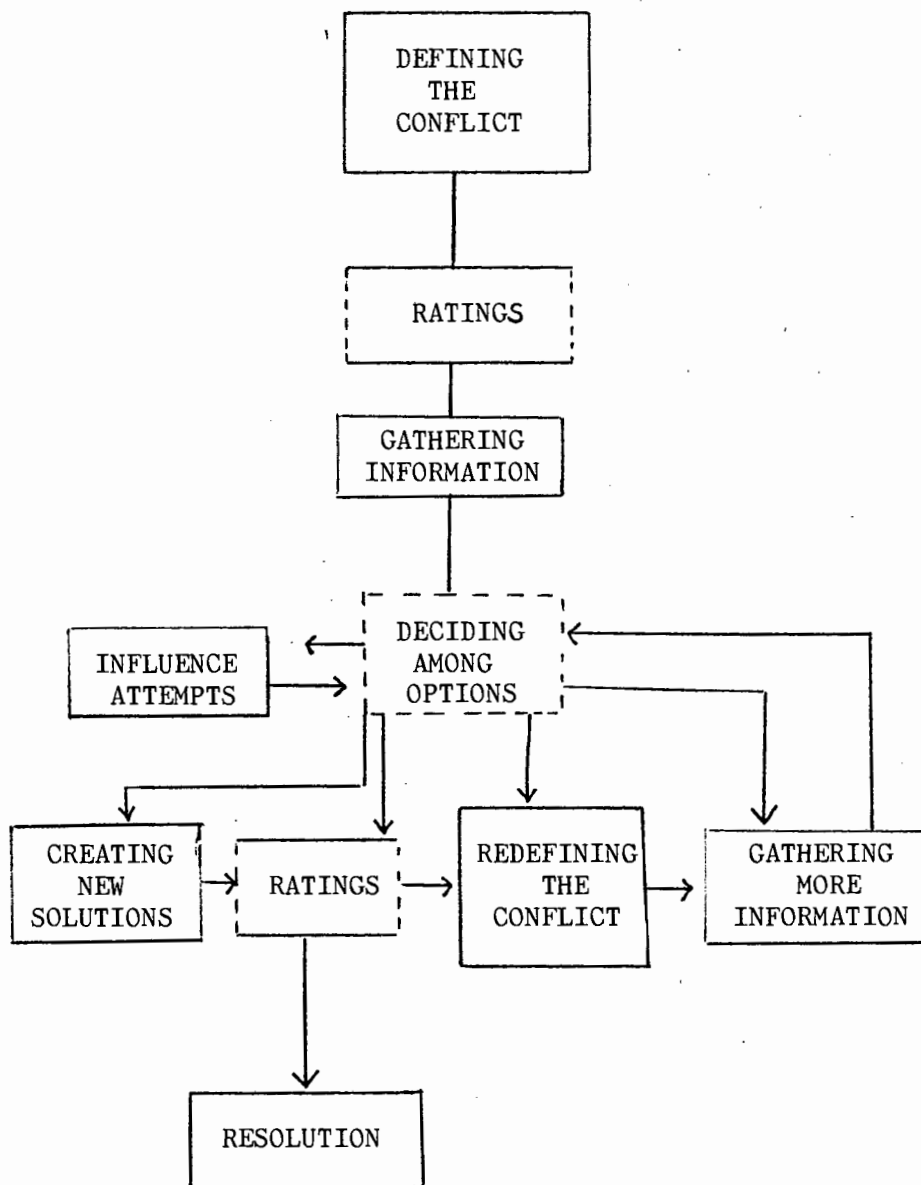 DEFINING
THE
CONFLICT
RATINGS
GATHERING
INFORMATION
DECIDING
AMONG
OPTIONS
INFLUENCE
ATTEMPTS
CREATING
NEW
SOLUTIONS
RATINGS
REDEFINING
THE
CONFLICT
GATHERING
MORE
INFORMATION
RESOLUTION